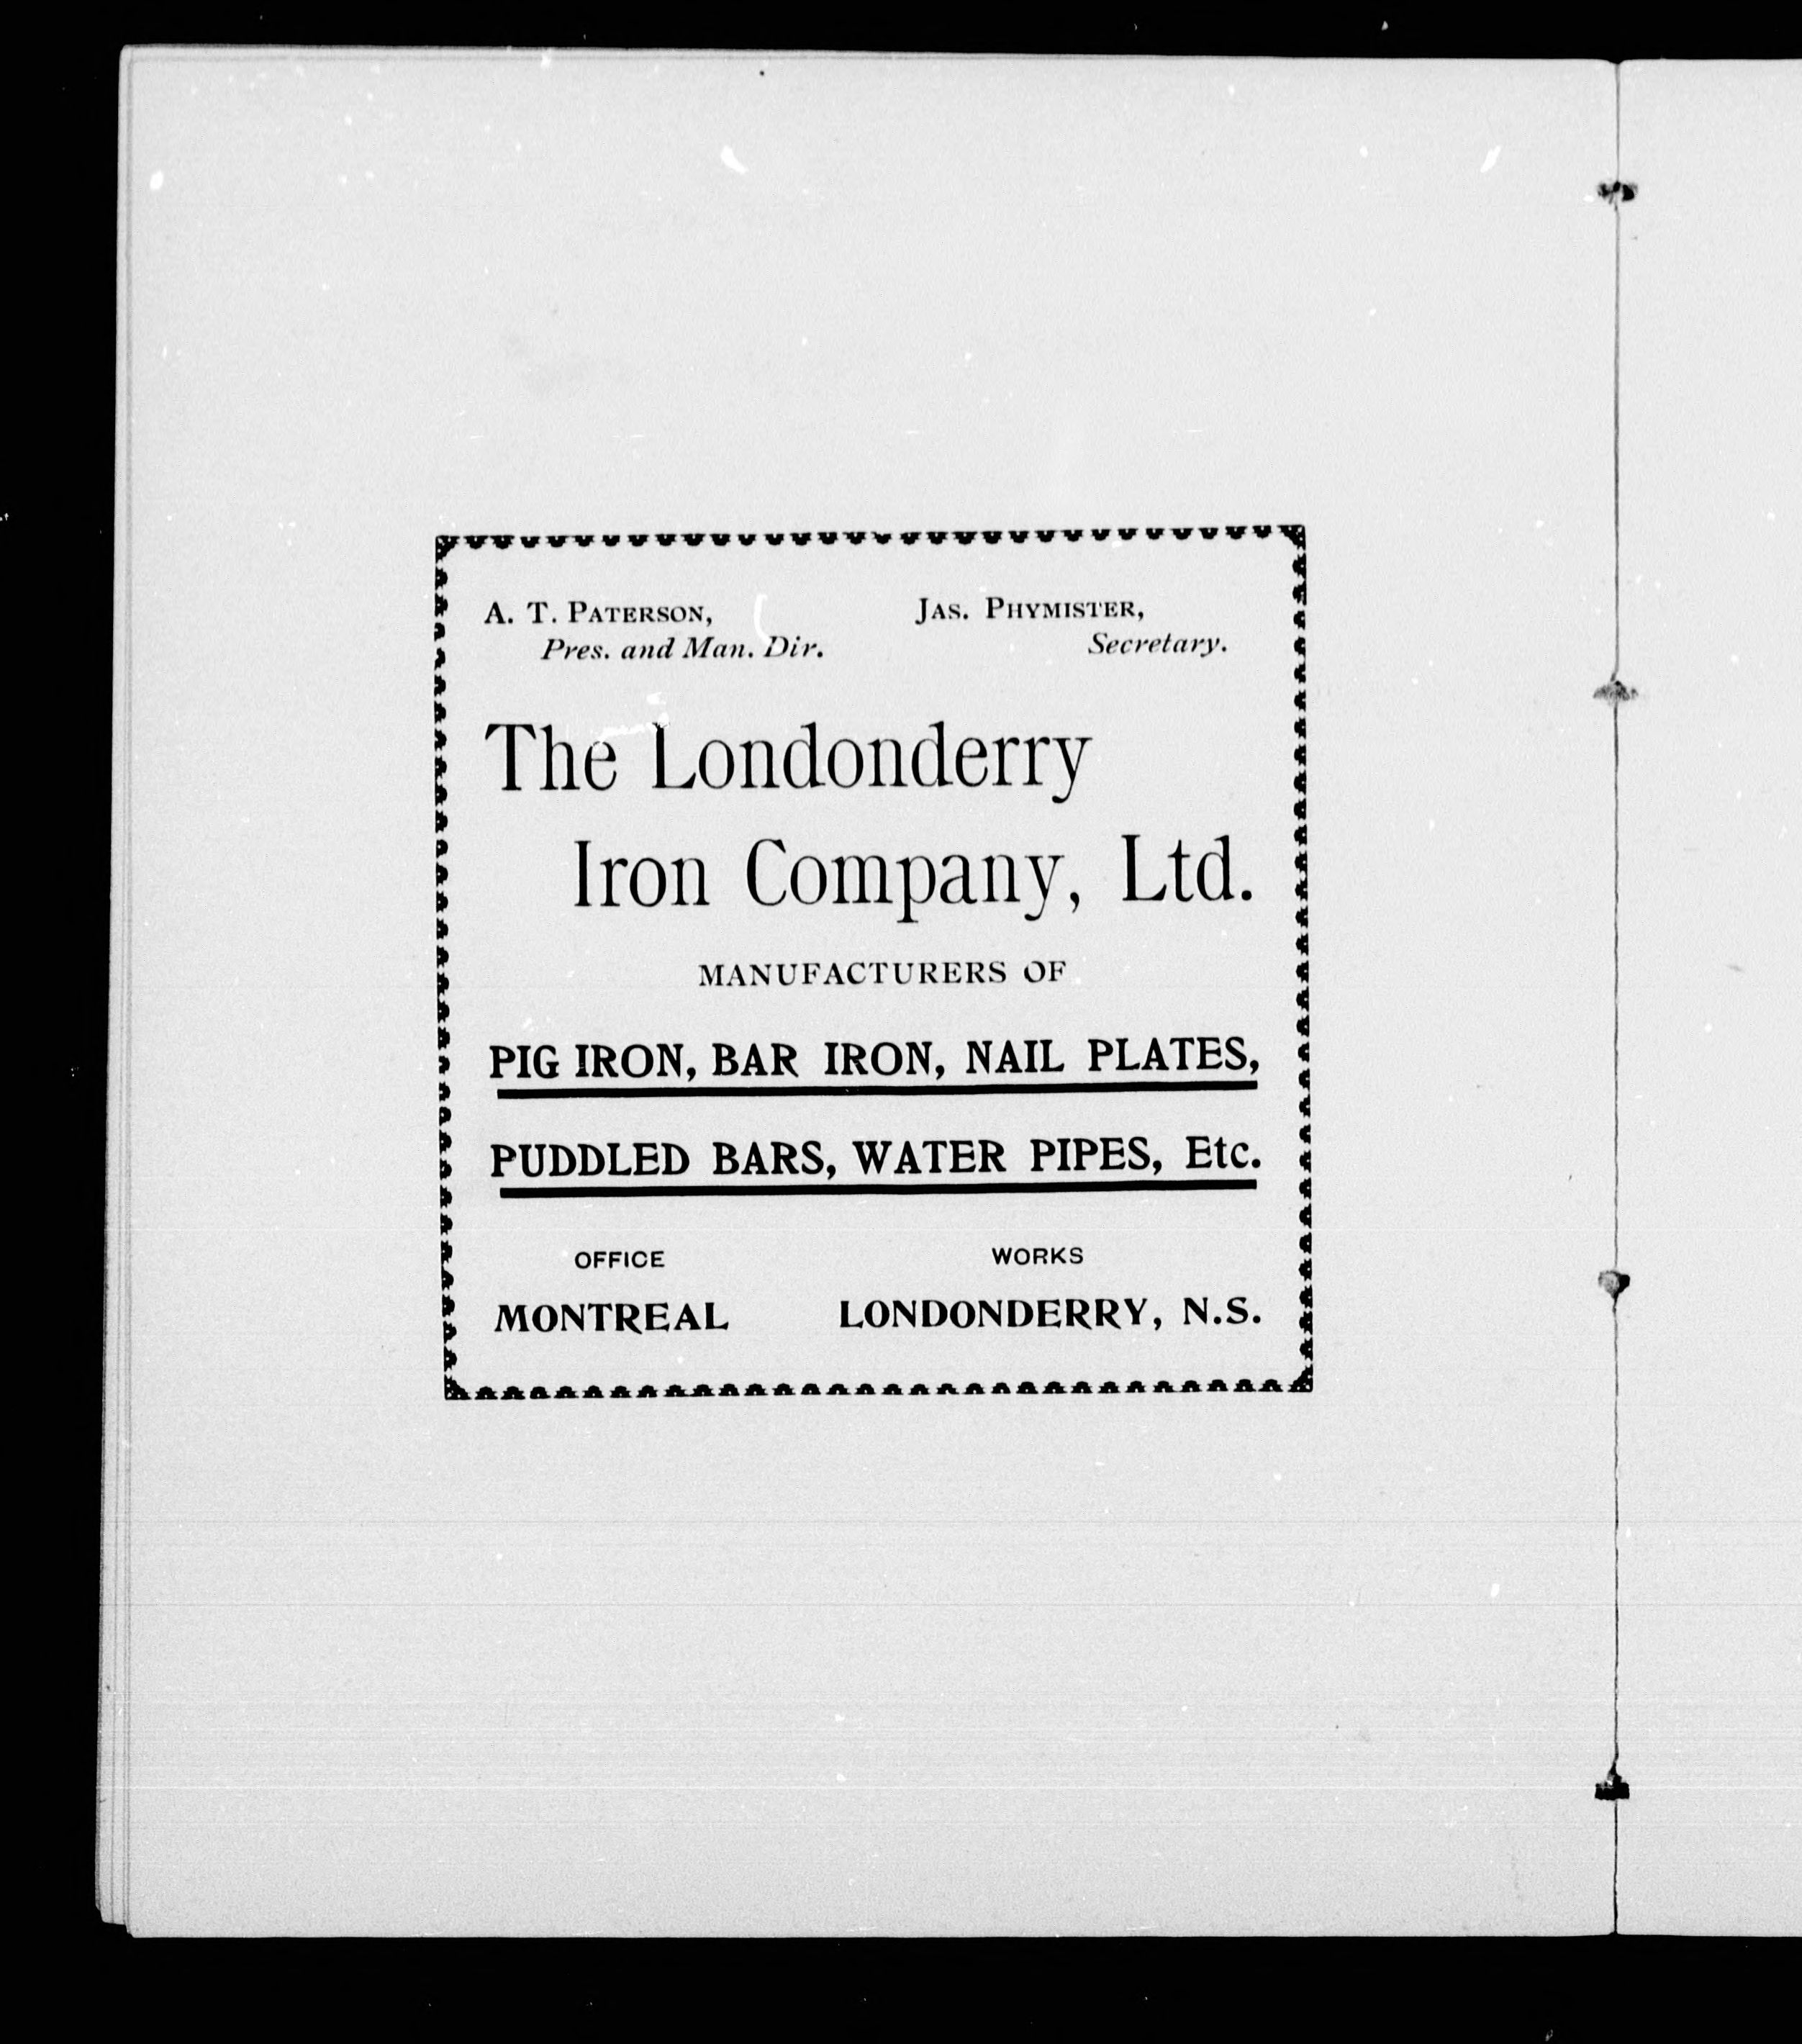 A. T. PATERSON,
Pres. and Man. Dir.
JAS. PHYMISTER,
Secretary.
The Londonderry
Iron Company, Ltd.
MANUFACTURERS OF
PIG IRON, BAR IRON, NAIL PLATES,
PUDDLED BARS, WATER PIPES, Etc.
OFFICE
MONTREAL
WORKS
LONDONDERRY, N.S.